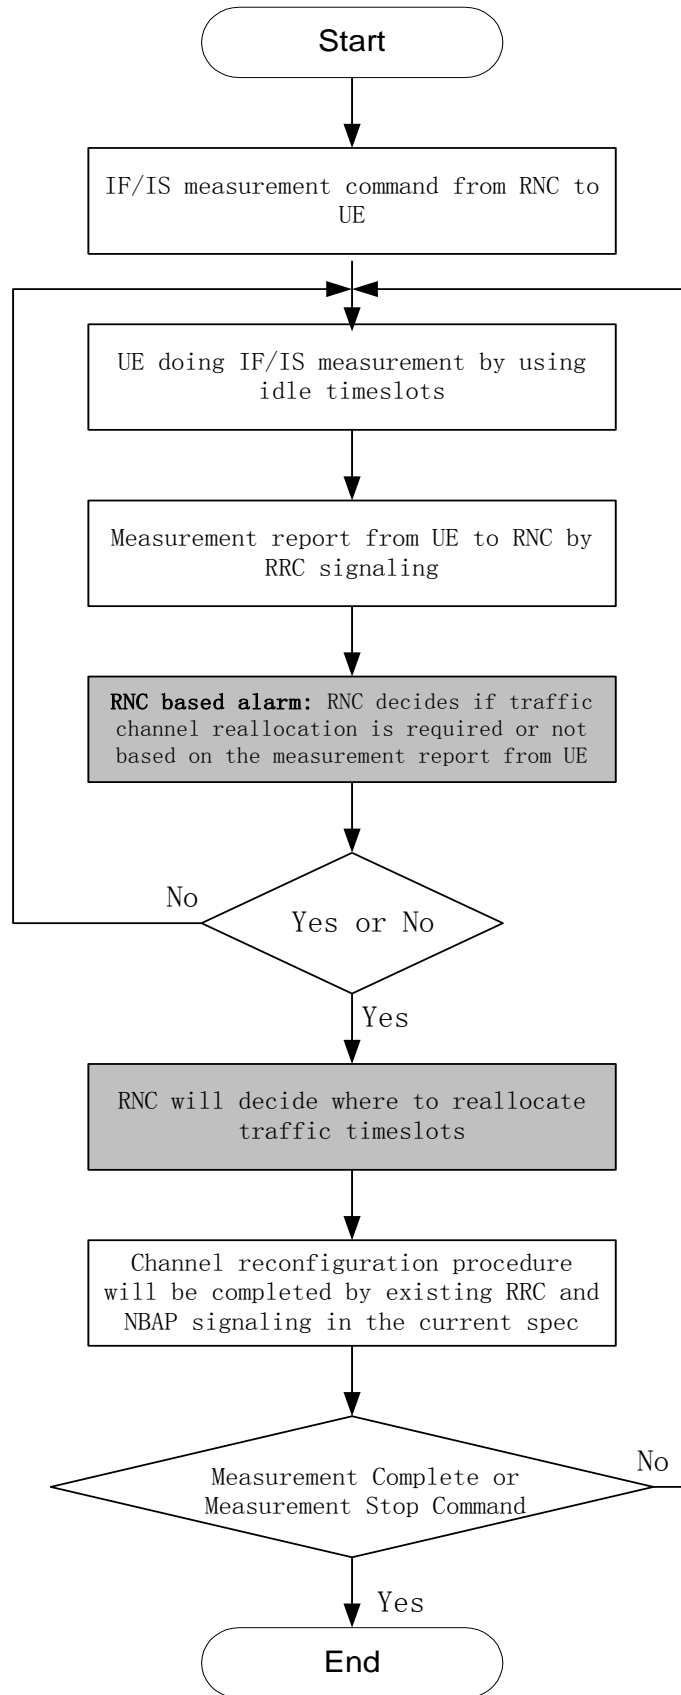 Start
IF/IS measurement command from RNC to
UE
UE doing IF/IS measurement by using
idle timeslots
Measurement report from UE to RNC by
RRC signaling
RNC based alarm: RNC decides if traffic
channel reallocation is required or not
based on the measurement report from UE
No
Yes or No
Yes
RNC will decide where to reallocate
traffic timeslots
Channel reconfiguration procedure
will be completed by existing RRC and
NBAP signaling in the current spec
No
Measurement Complete or
Measurement Stop Command
Yes
End